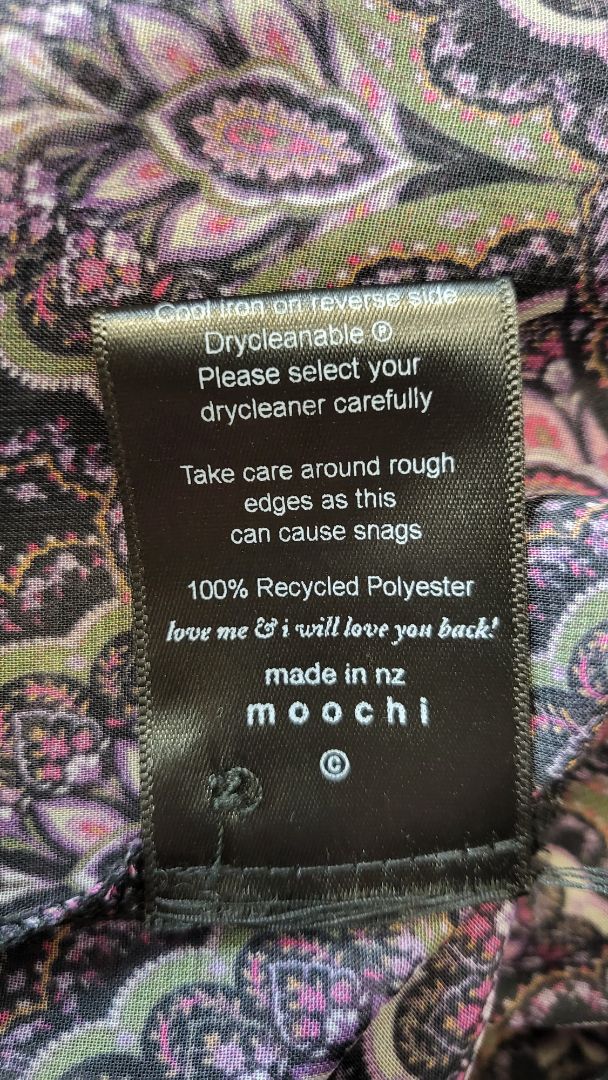 Cool iron on reverse side
Drycleanable Ⓟ
Please select your
drycleaner carefully
Take care around rough
edges as this
can cause snags
100% Recycled Polyester
love me & i will love you back!
made in nz
moochi
©